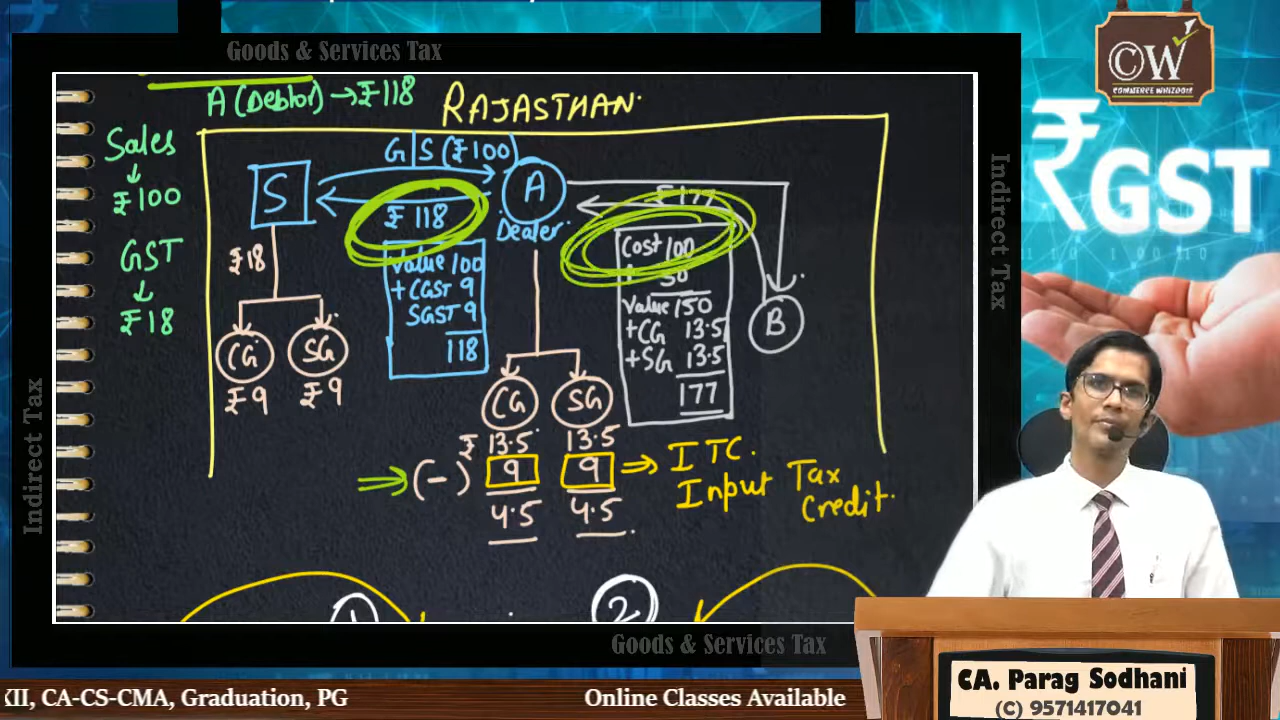 Goods & Services Tax
A (Debtor) → ₹118
RAJASTHAN.
Sales
↓
₹100
GST
↓
₹18
G|S (₹100)
S
A
Dealer.
₹118
Value 100
+CGST 9
SGST 9
118
₹18
CG
SG
₹9
₹9
₹177
Cost 100
+ 50
Value 150
+CG 13.5
+SG 13.5
177
B
CG
SG
₹ 13.5
13.5
⇒ (-) 9
9 ⇒ ITC.
Input Tax
Credit.
4.5
4.5
1
2
Goods & Services Tax
Indirect Tax
Indirect Tax
CW
COMMERCE WHIZDOM
₹GST
CA. Parag Sodhani
(C) 9571417041
XII, CA-CS-CMA, Graduation, PG
Online Classes Available